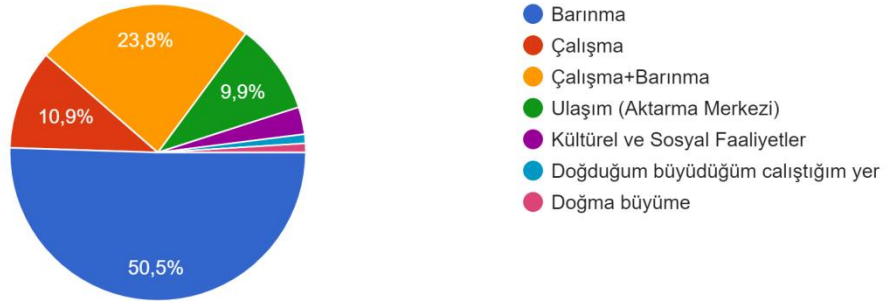 23,8%
9,9%
10,9%
50,5%
Barınma
Çalışma
Çalışma+Barınma
Ulaşım (Aktarma Merkezi)
Kültürel ve Sosyal Faaliyetler
Doğduğum büyüdüğüm calıştığım yer
Doğma büyüme